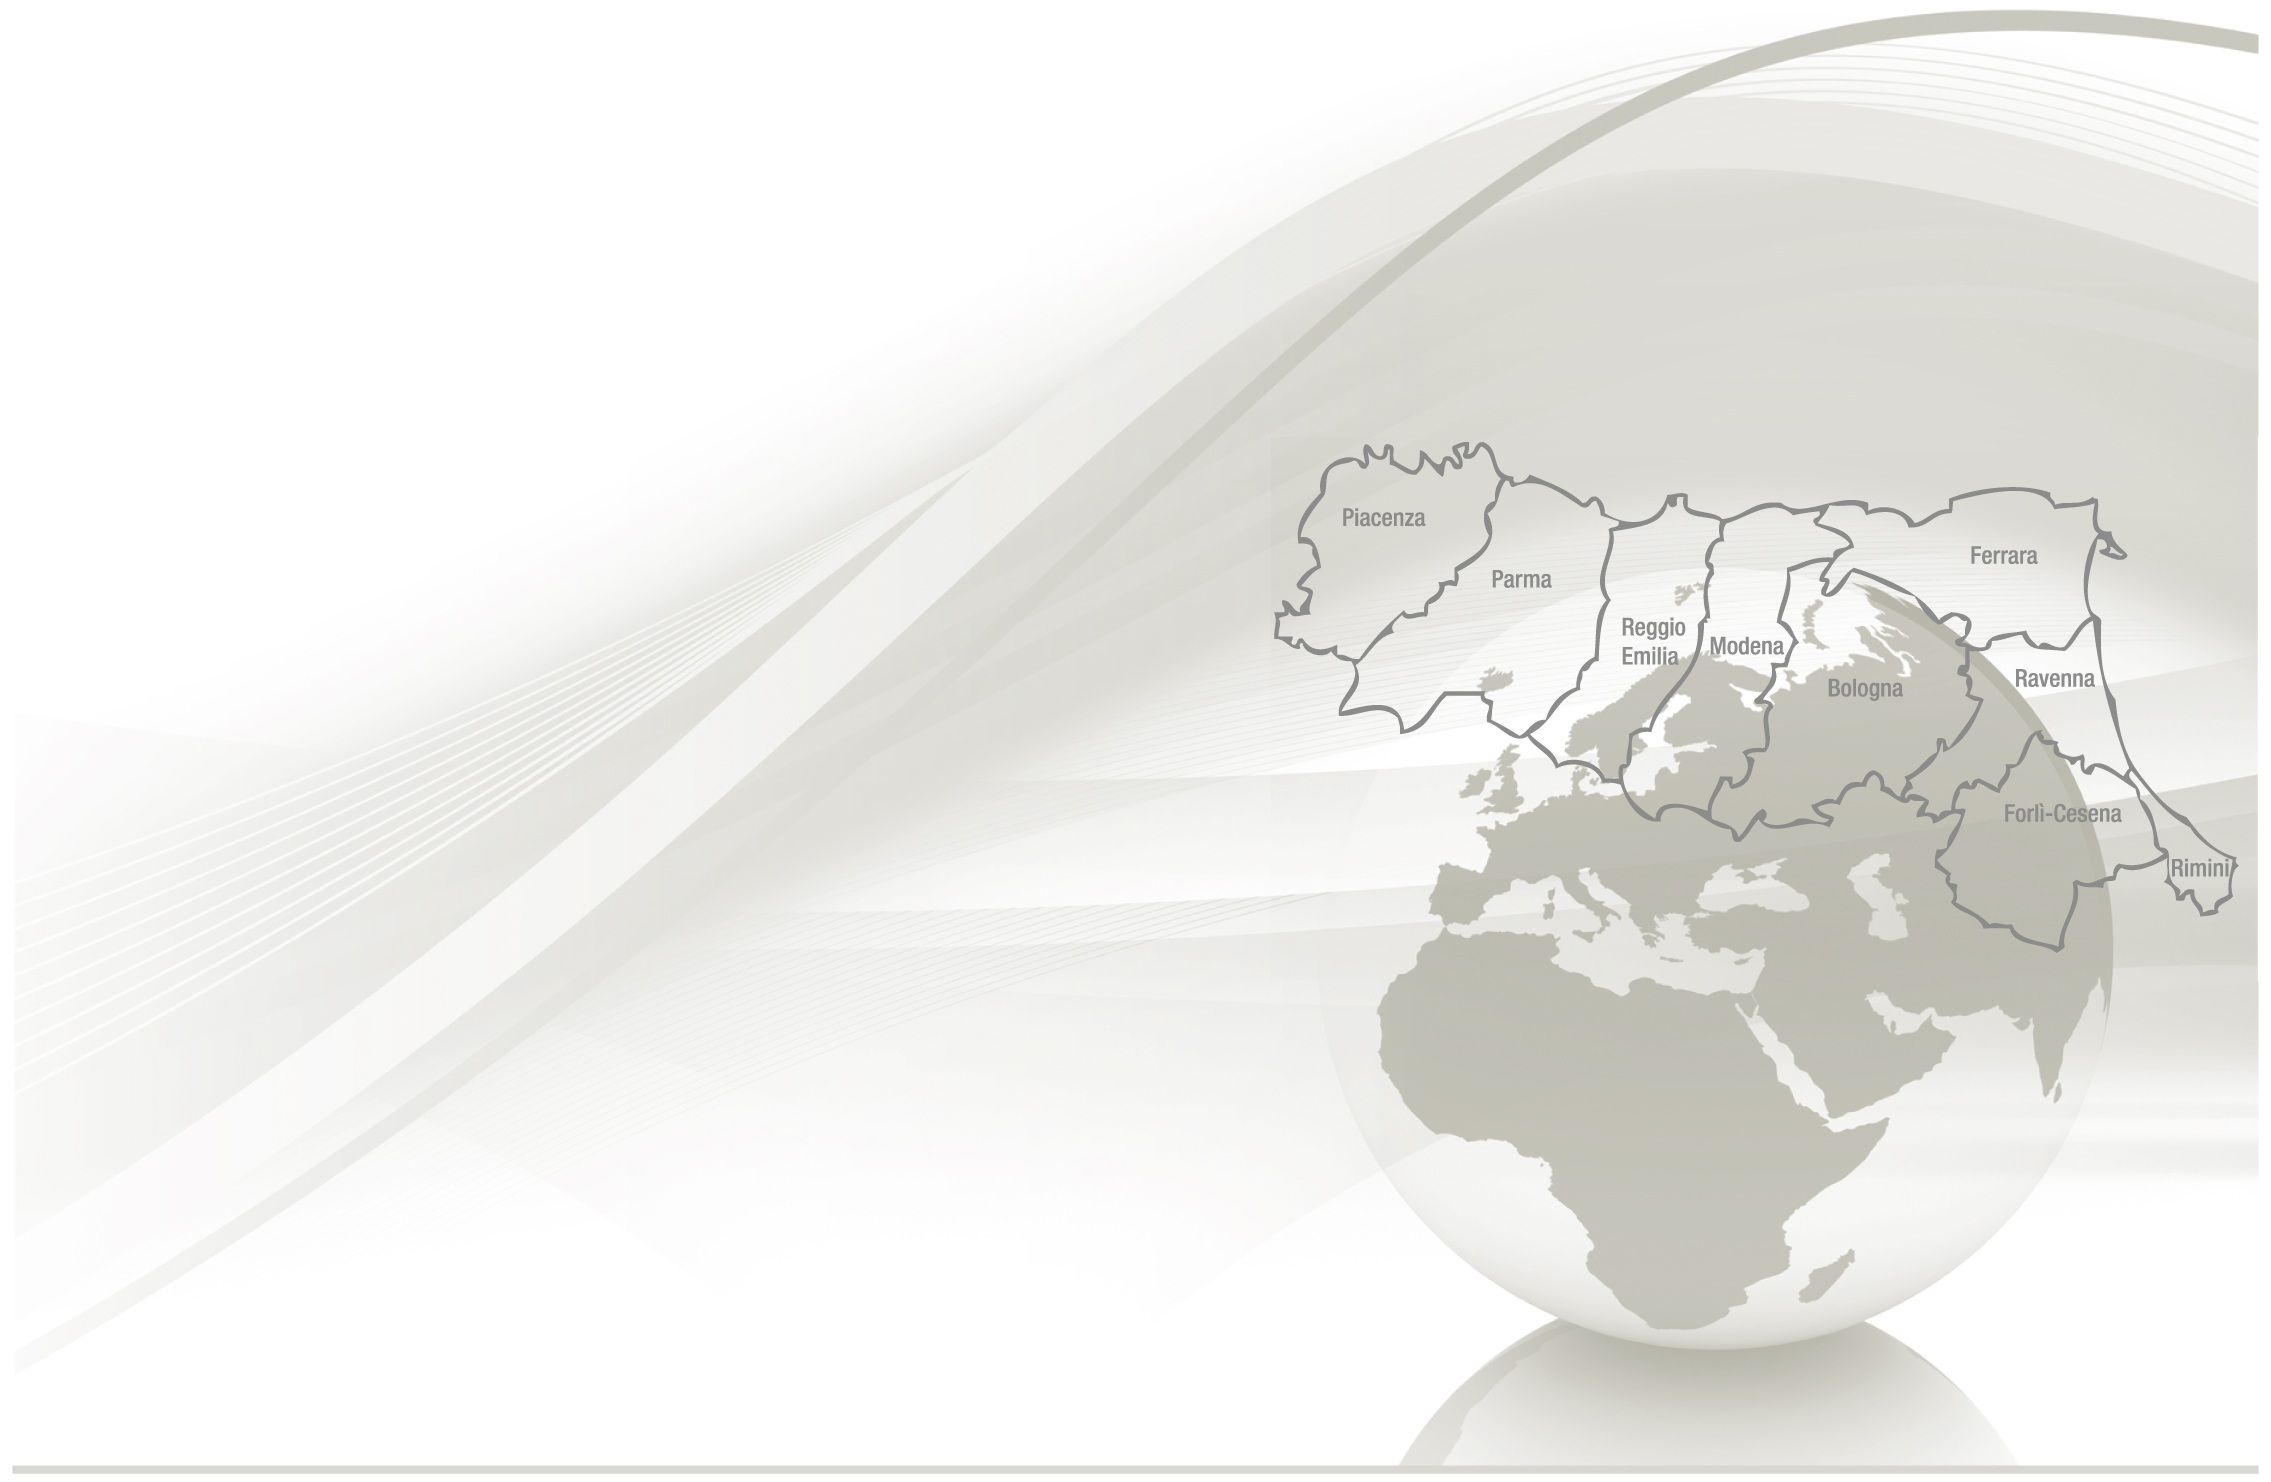 Piacenza
Parma
Reggio
Emilia
Modena
Bologna
Ferrara
Ravenna
Forlì-Cesena
Rimini